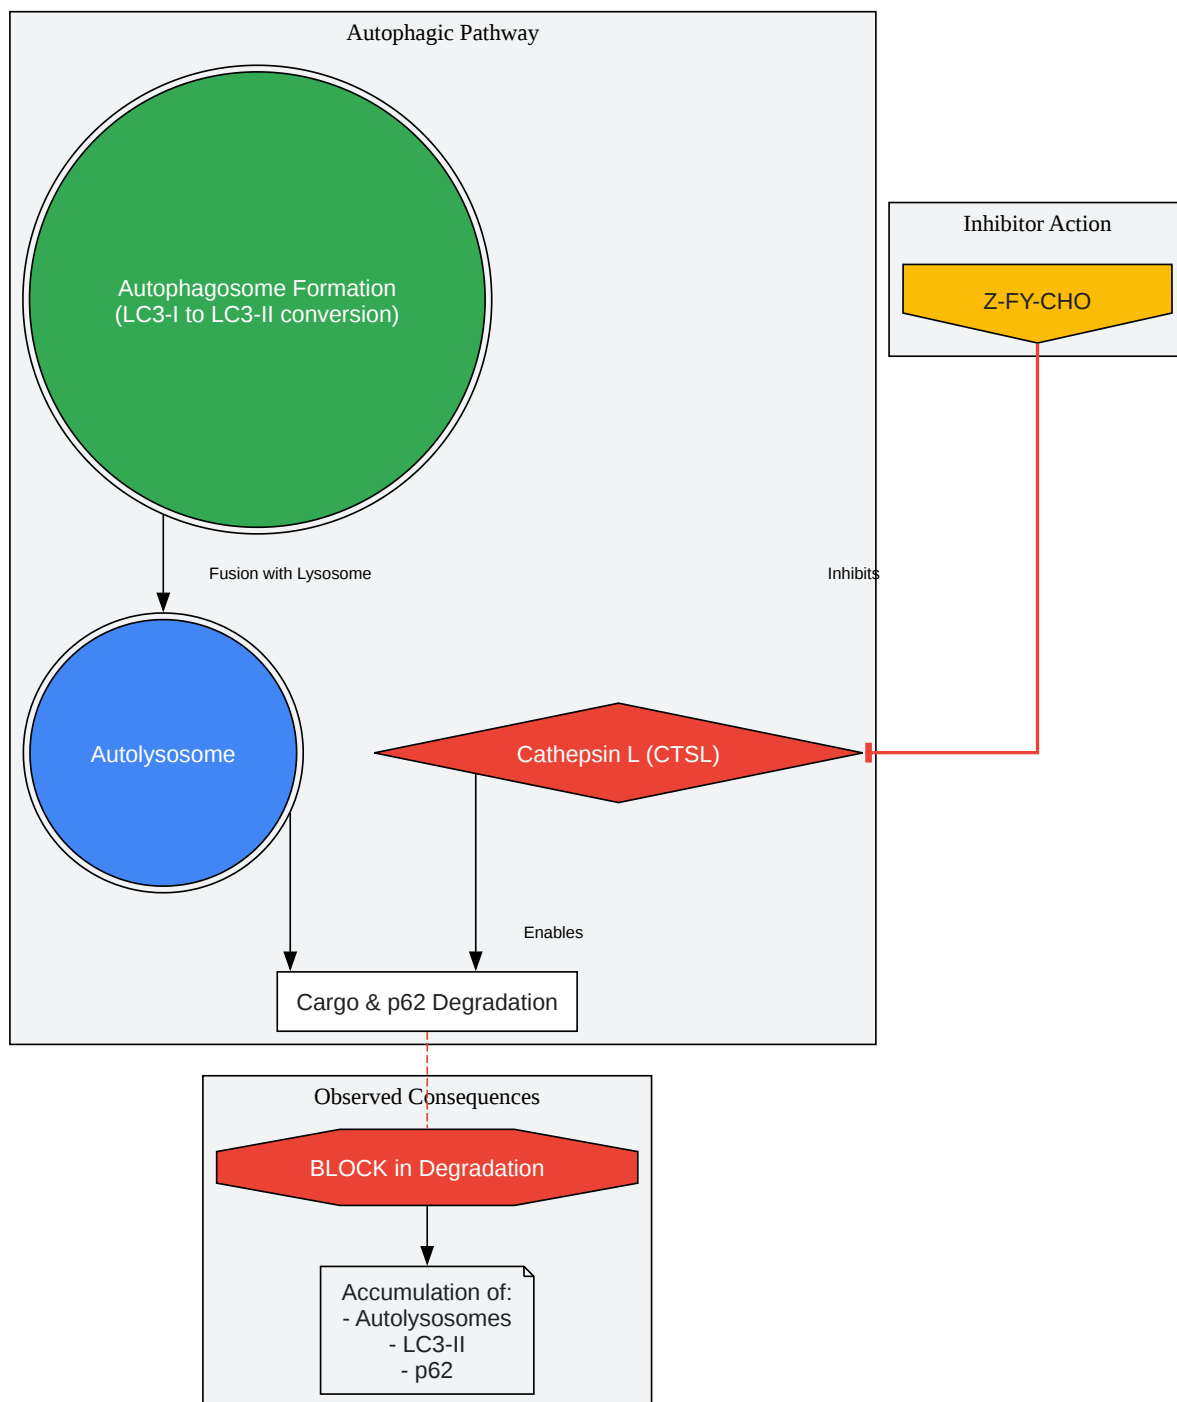 Autophagic Pathway
Autophagosome Formation
(LC3-I to LC3-II conversion)
Inhibitor Action
Z-FY-CHO
Fusion with Lysosome
Inhibits
Autolysosome
Cathepsin L (CTSL)
Enables
Cargo & p62 Degradation
Observed Consequences
BLOCK in Degradation
Accumulation of:
- Autolysosomes
- LC3-II
- p62